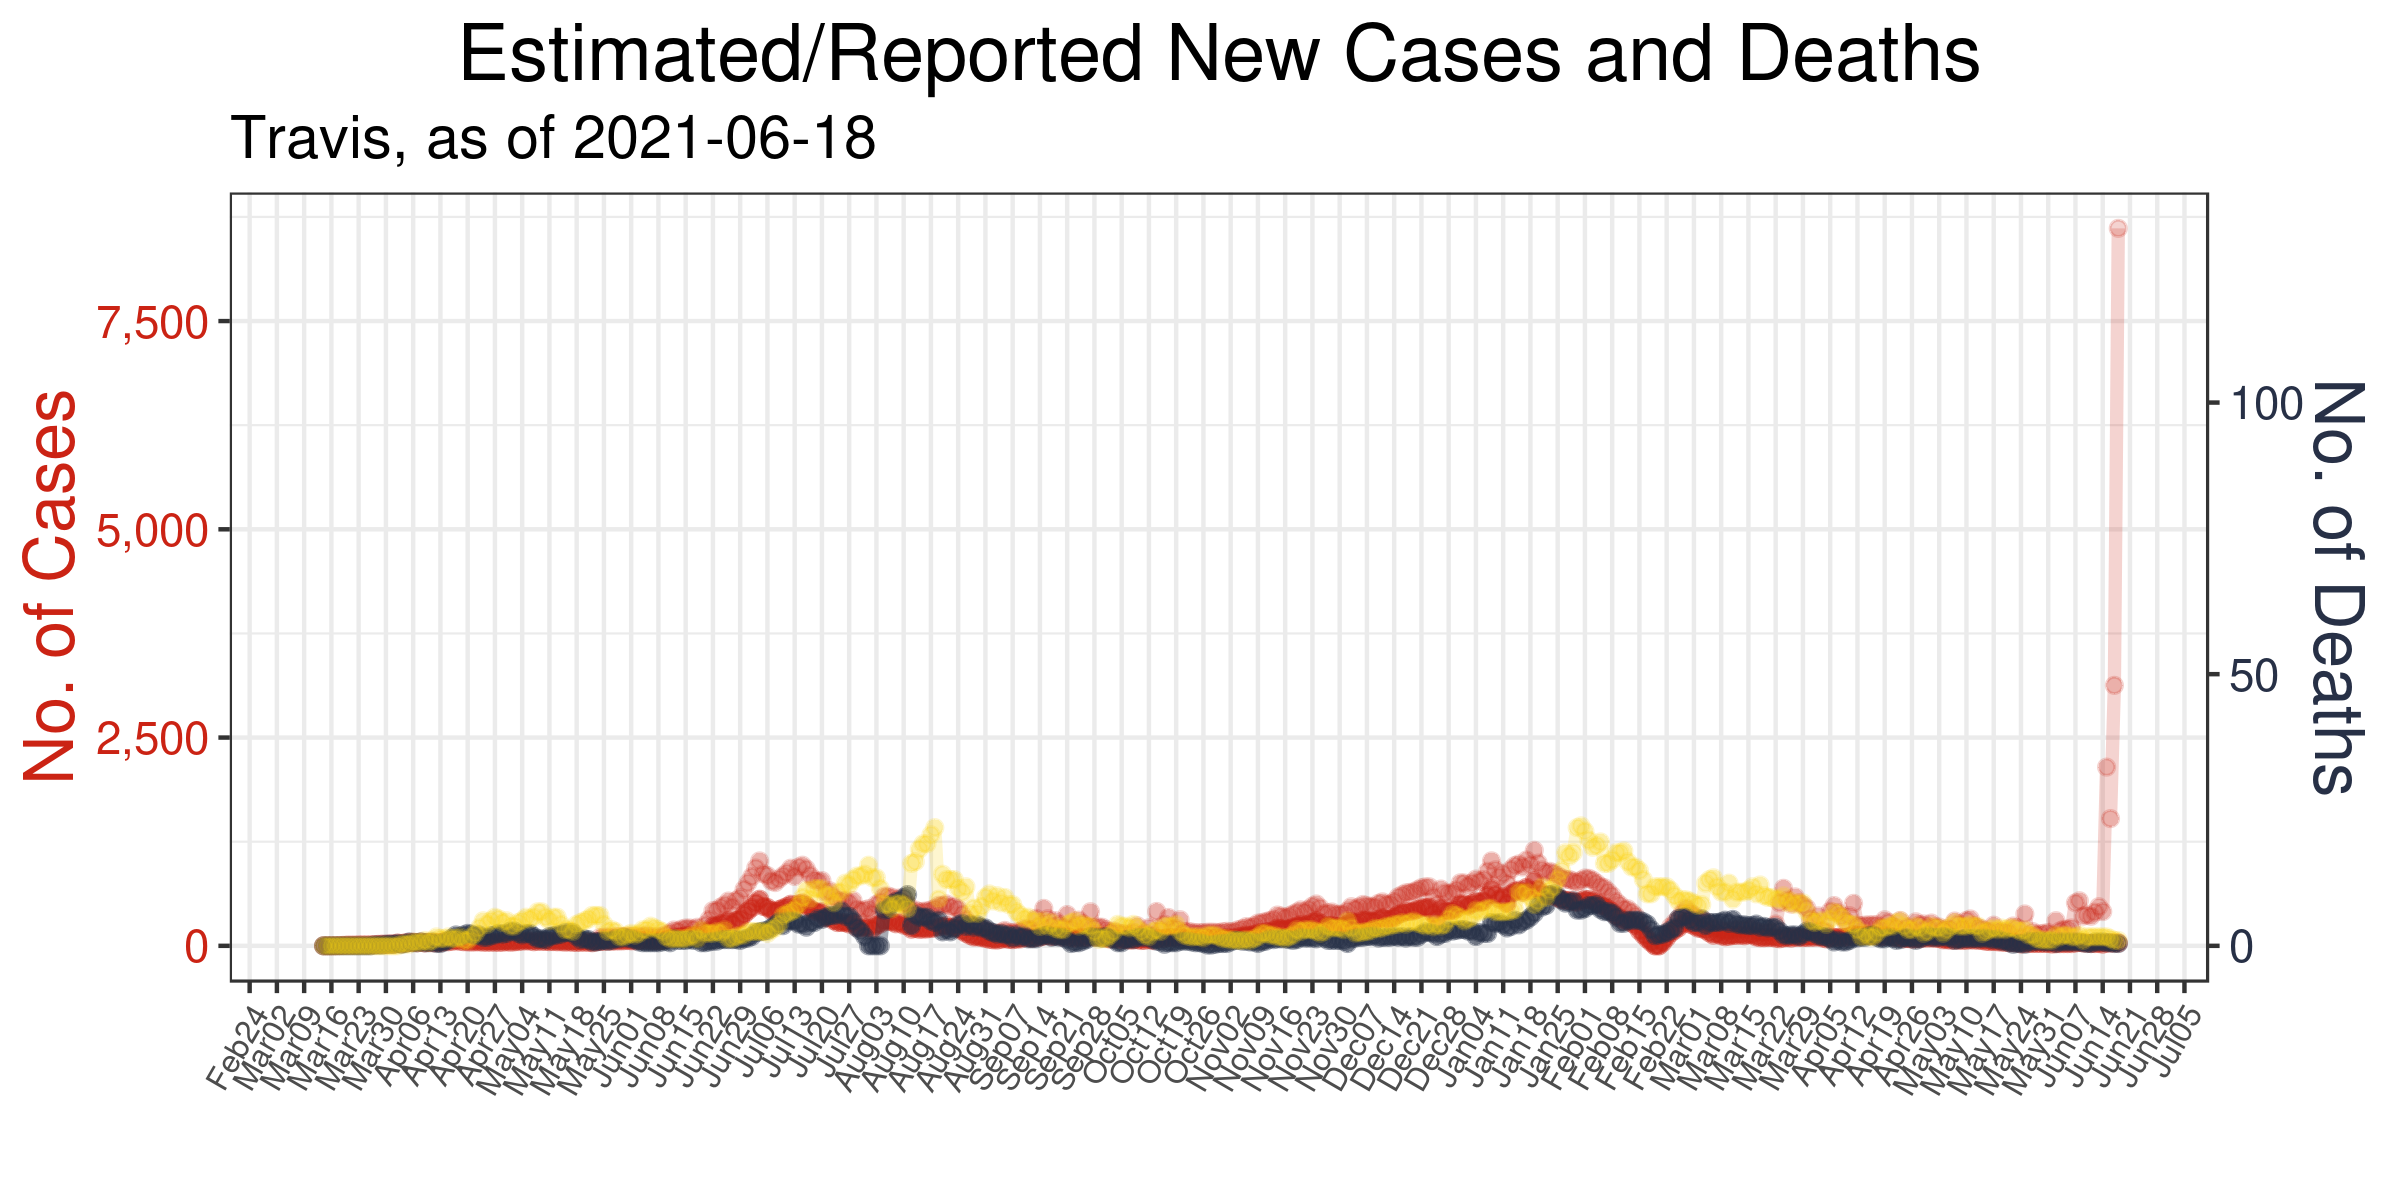 Estimated/Reported New Cases and Deaths
Travis, as of 2021-06-18
No. of Cases
7,500
5,000
2,500
0
100
50
0
No. of Deaths
Feb24
Mar02
Mar09
Mar16
Mar23
Mar30
Apr06
Apr13
Apr20
Apr27
May04
May11
May18
May25
Jun01
Jun08
Jun15
Jun22
Jun29
Jul06
Jul13
Jul20
Jul27
Aug03
Aug10
Aug17
Aug24
Aug31
Sep07
Sep14
Sep21
Sep28
Oct05
Oct12
Oct19
Oct26
Nov02
Nov09
Nov16
Nov23
Nov30
Dec07
Dec14
Dec21
Dec28
Jan04
Jan11
Jan18
Jan25
Feb01
Feb08
Feb15
Feb22
Mar01
Mar08
Mar15
Mar22
Mar29
Apr05
Apr12
Apr19
Apr26
May03
May10
May17
May24
May31
Jun07
Jun14
Jun21
Jun28
Jul05